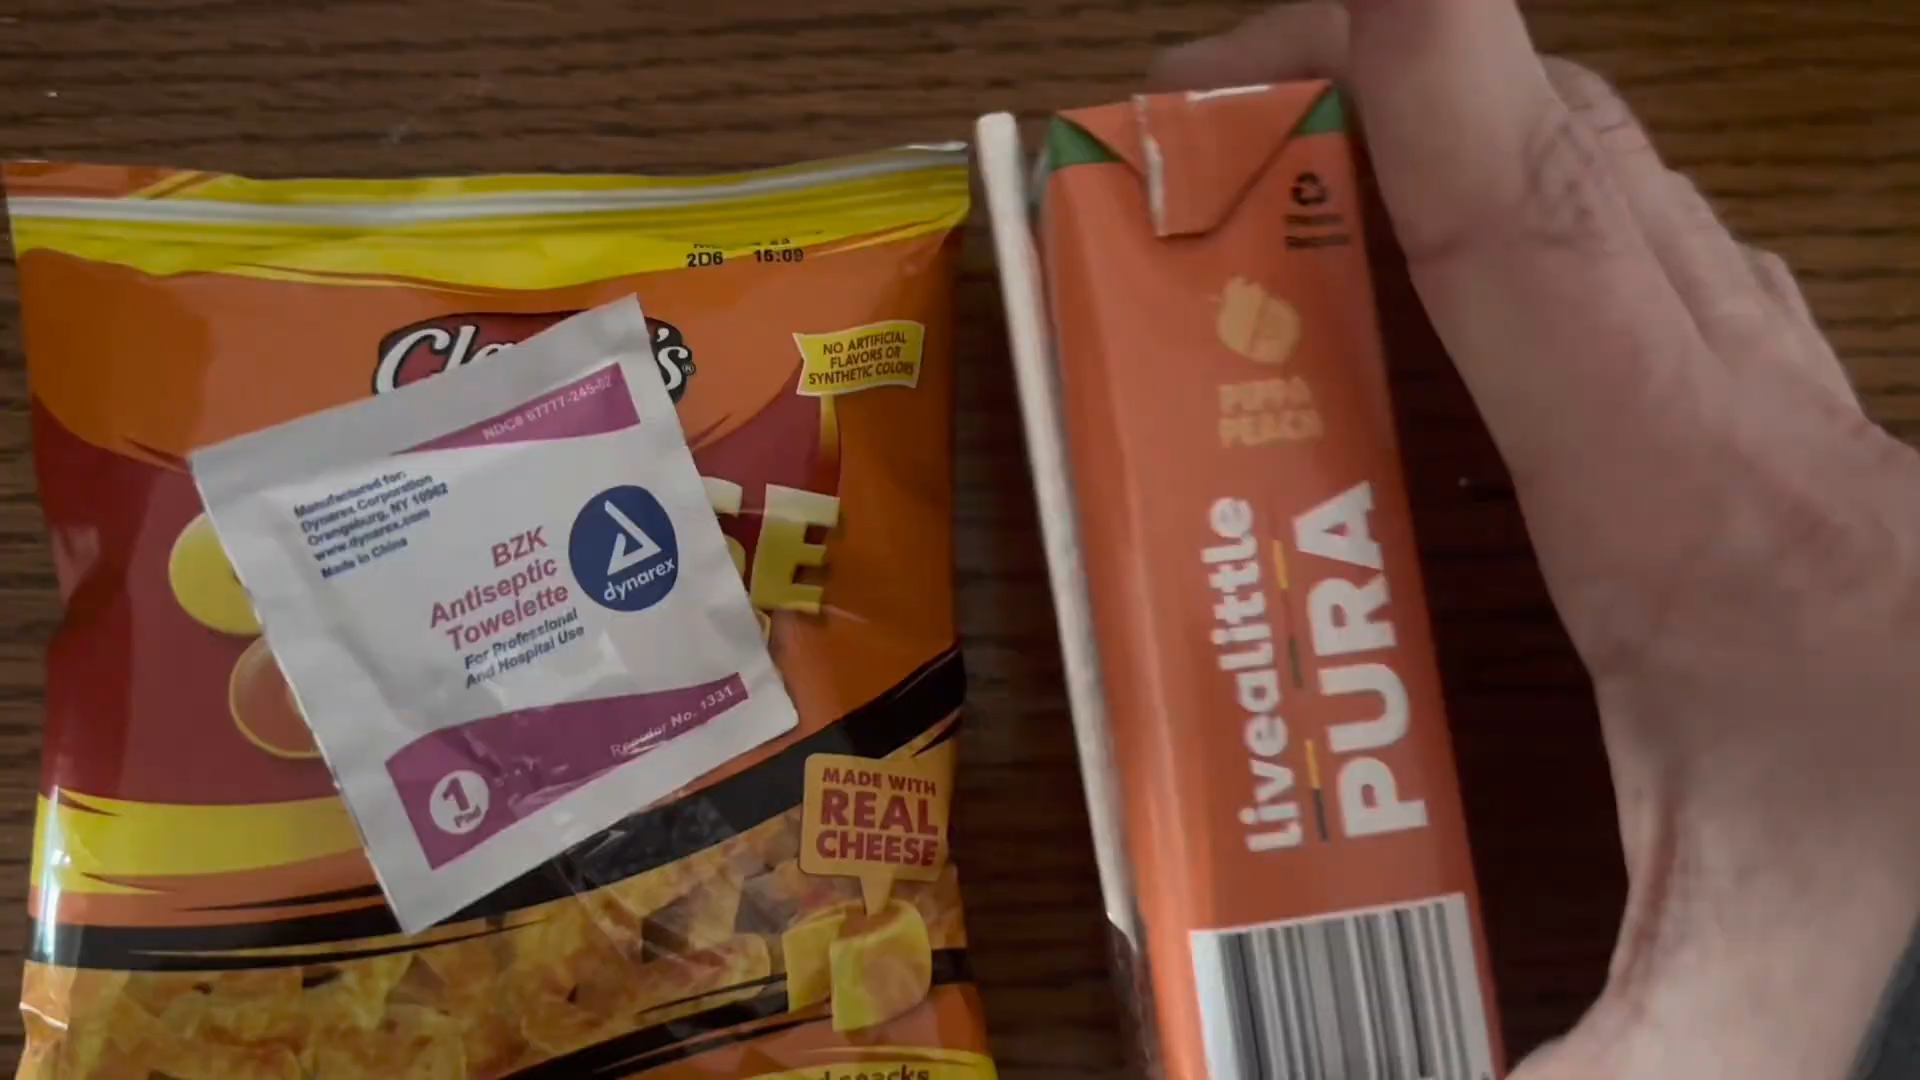 2D6 15:09
NO ARTIFICIAL
FLAVORS OR
SYNTHETIC COLORS
NDC# 67777-245-02
Manufactured for:
Dynarex Corporation
Orangeburg, NY 10962
www.dynarex.com
Made in China
BZK
Antiseptic
Towelette
For Professional
And Hospital Use
dynarex
Reorder No. 1331
1
Pad
MADE WITH
REAL
CHEESE
PIPPA
PEACH
livealittle
PURA